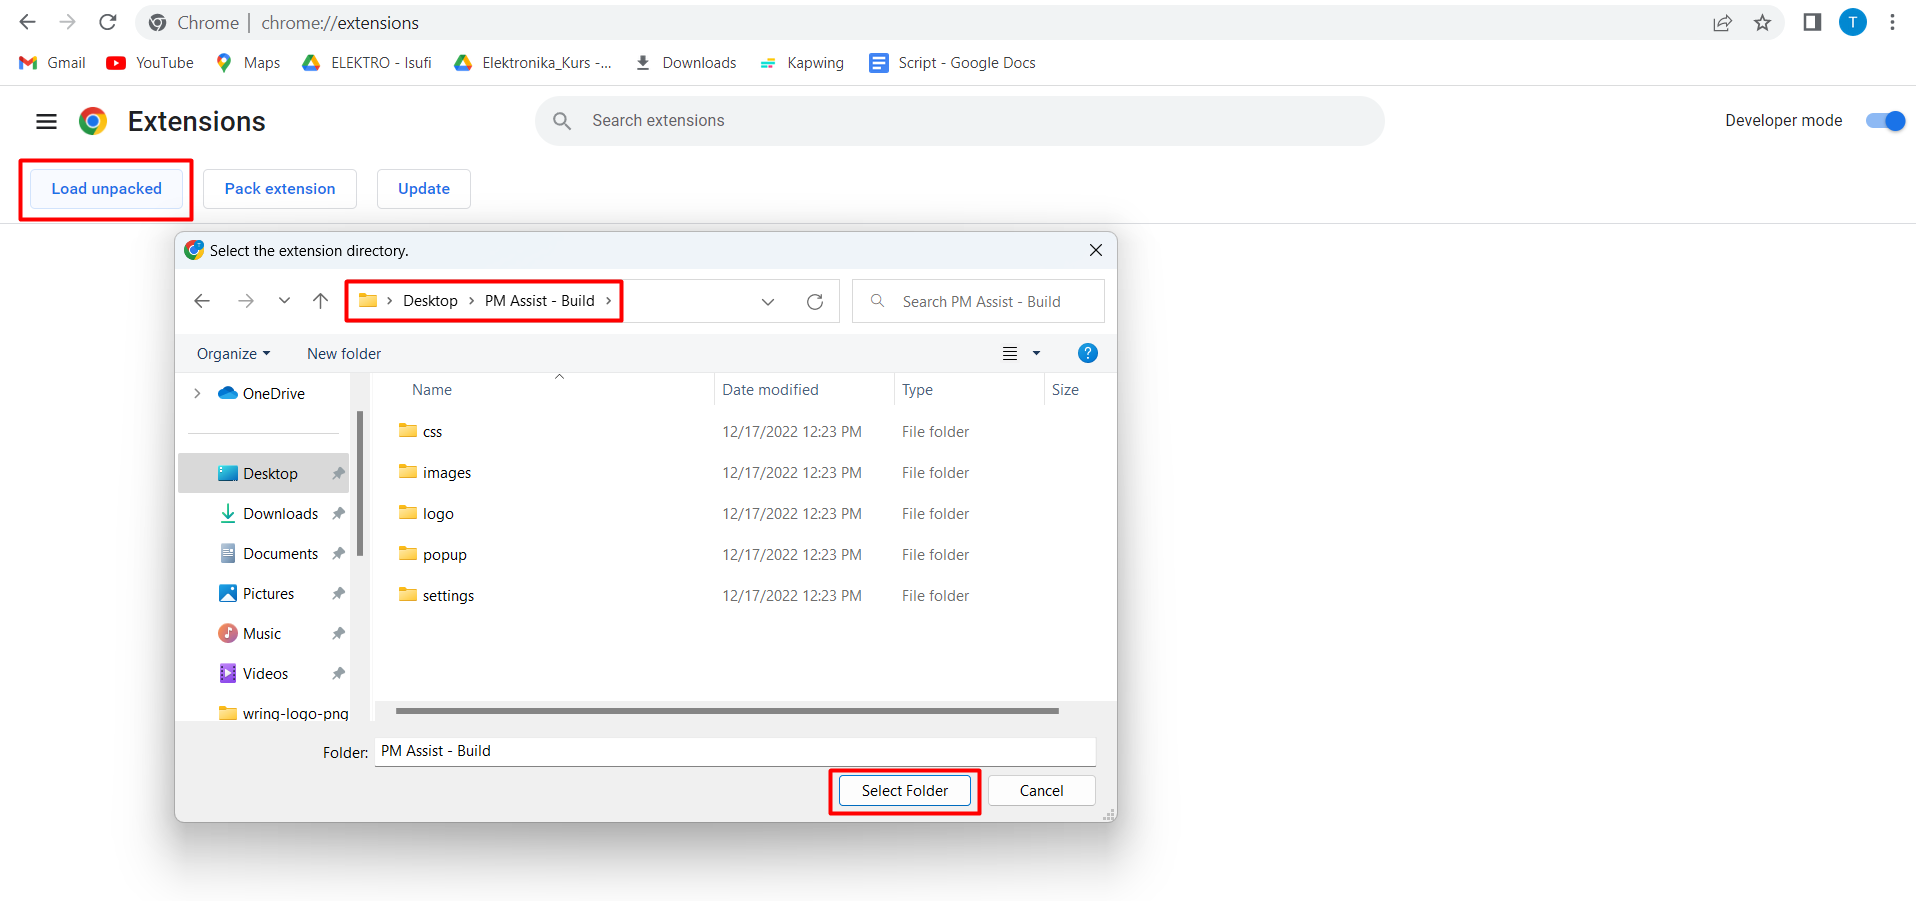 Chrome | chrome://extensions
T
Gmail YouTube Maps ELEKTRO - Isufi Elektronika_Kurs -... Downloads Kapwing Script - Google Docs
Extensions
Search extensions
Developer mode
Load unpacked Pack extension Update
Select the extension directory.
Desktop PM Assist - Build
Search PM Assist - Build
Organize New folder
?
OneDrive
Desktop
Downloads
Documents
Pictures
Music
Videos
wring-logo-png
Name Date modified Type Size
css 12/17/2022 12:23 PM File folder
images 12/17/2022 12:23 PM File folder
logo 12/17/2022 12:23 PM File folder
popup 12/17/2022 12:23 PM File folder
settings 12/17/2022 12:23 PM File folder
Folder: PM Assist - Build
Select Folder Cancel